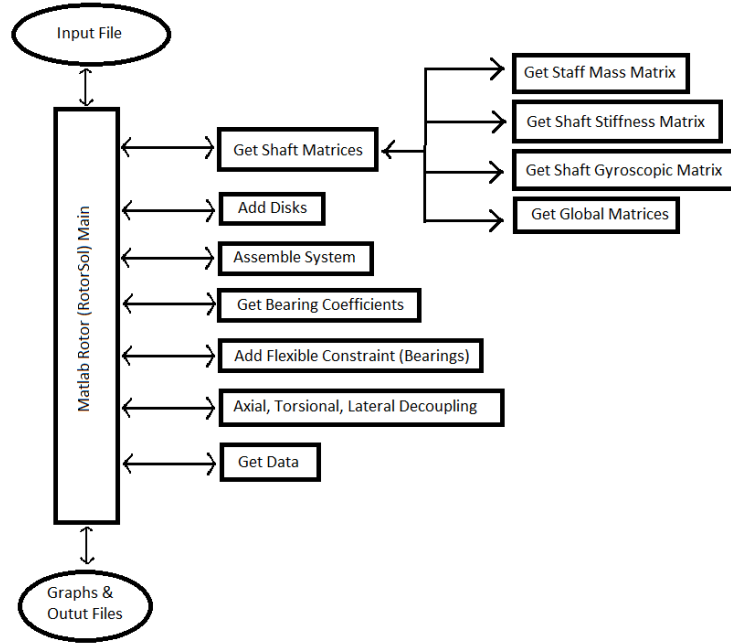 Input File
Matlab Rotor (RotorSol) Main
Get Shaft Matrices
Get Staff Mass Matrix
Get Shaft Stiffness Matrix
Get Shaft Gyroscopic Matrix
Get Global Matrices
Add Disks
Assemble System
Get Bearing Coefficients
Add Flexible Constraint (Bearings)
Axial, Torsional, Lateral Decoupling
Get Data
Graphs &
Outut Files